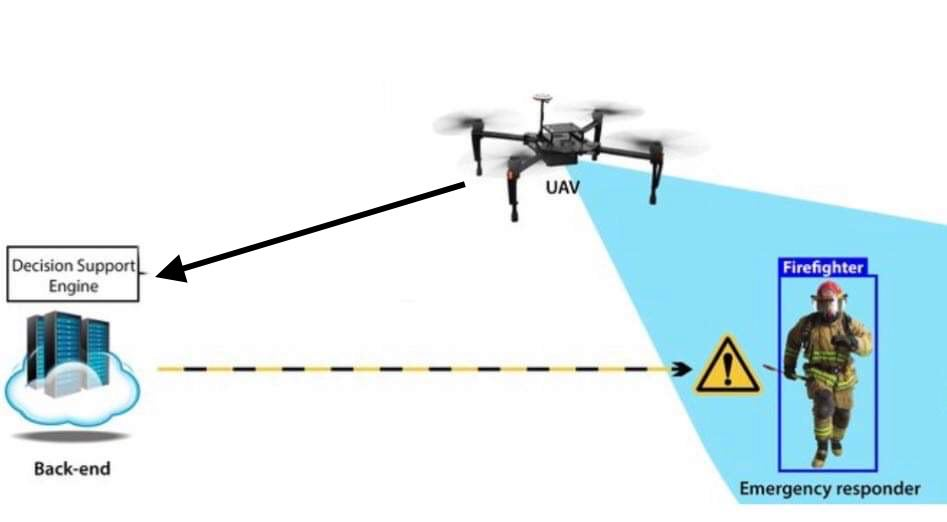 UAV
Decision Support
Engine
Firefighter
Back-end
Emergency responder